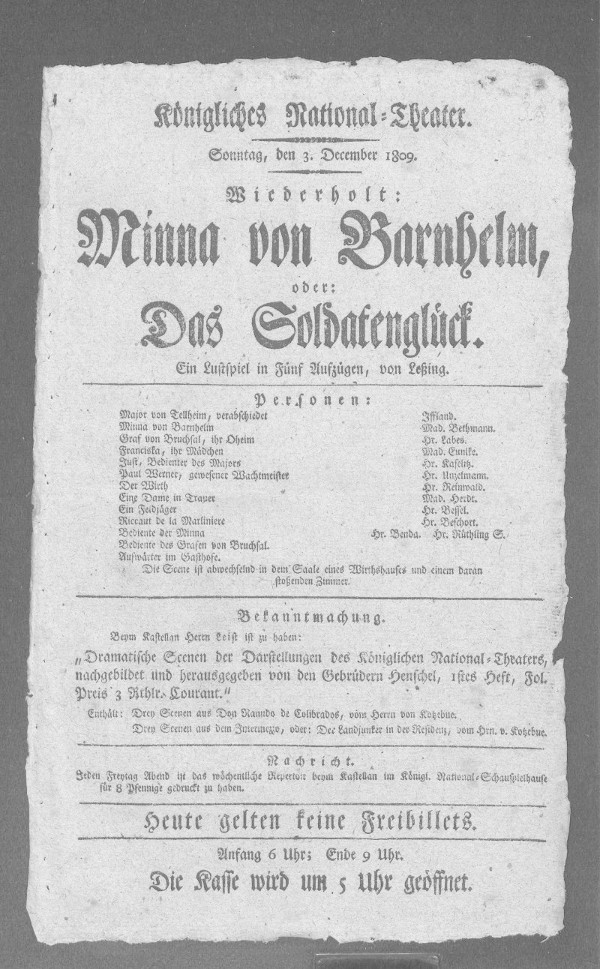 Königliches National-Theater.
Sonntag, den 3. December 1809.
Wiederholt:
Minna von Barnhelm,
oder:
Das Soldatenglück.
Ein Lustspiel in Fünf Aufzügen, von Leßing.
Personen:
Major von Tellheim, verabschiedet Iffland.
Minna von Barnhelm Mad. Bethmann.
Graf von Bruchsal, ihr Oheim Hr. Labes.
Franciska, ihr Mädchen Mad. Eunike.
Just, Bedienter des Majors Hr. Kaselitz.
Paul Werner, gewesener Wachtmeister Hr. Unzelmann.
Der Wirth Hr. Reinwald.
Eine Dame in Trauer Mad. Herdt.
Ein Feldjäger Hr. Bessel.
Riccaut de la Marliniere Hr. Beschort.
Bediente der Minna Hr. Benda. Hr. Rüthling S.
Bediente des Grafen von Bruchsal.
Aufwärter im Gasthofe.
Die Scene ist abwechselnd in dem Saale eines Wirthshauses und einem daran
stoßenden Zimmer.
Bekanntmachung.
Beym Kastellan Herrn Leist ist zu haben:
„Dramatische Scenen der Darstellungen des Königlichen National-Theaters,
nachgebildet und herausgegeben von den Gebrüdern Henschel, 1stes Heft, Fol.
Preis 3 Rthlr. Courant.“
Enthält: Drey Scenen aus Don Ranudo de Colibrados, vom Herrn von Kotzebue.
Drey Scenen aus dem Intermezzo, oder: Der Landjunker in der Residenz, vom Hrn. v. Kotzebue.
Nachricht.
Jeden Freytag Abend ist das wöchentliche Repertoir beym Kastellan im Königl. National-Schauspielhause
für 8 Pfennige gedruckt zu haben.
Heute gelten keine Freibillets.
Anfang 6 Uhr; Ende 9 Uhr.
Die Kasse wird um 5 Uhr geöffnet.